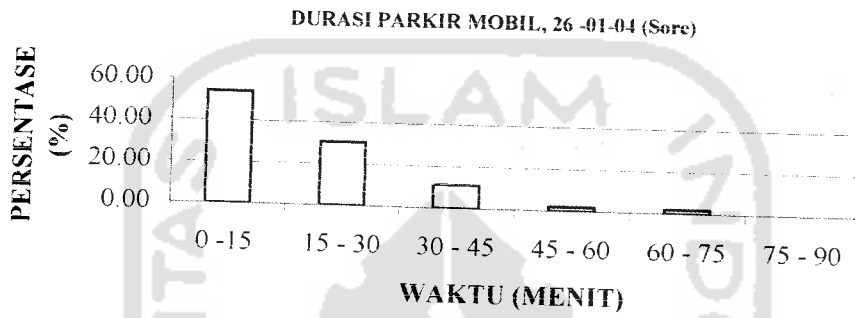 DURASI PARKIR MOBIL, 26 -01-04 (Sore)
PERSENTASE
(%)
60.00
40.00
20.00
0.00
0 -15 15 - 30 30 - 45 45 - 60 60 - 75 75 - 90
WAKTU (MENIT)
ISLAM